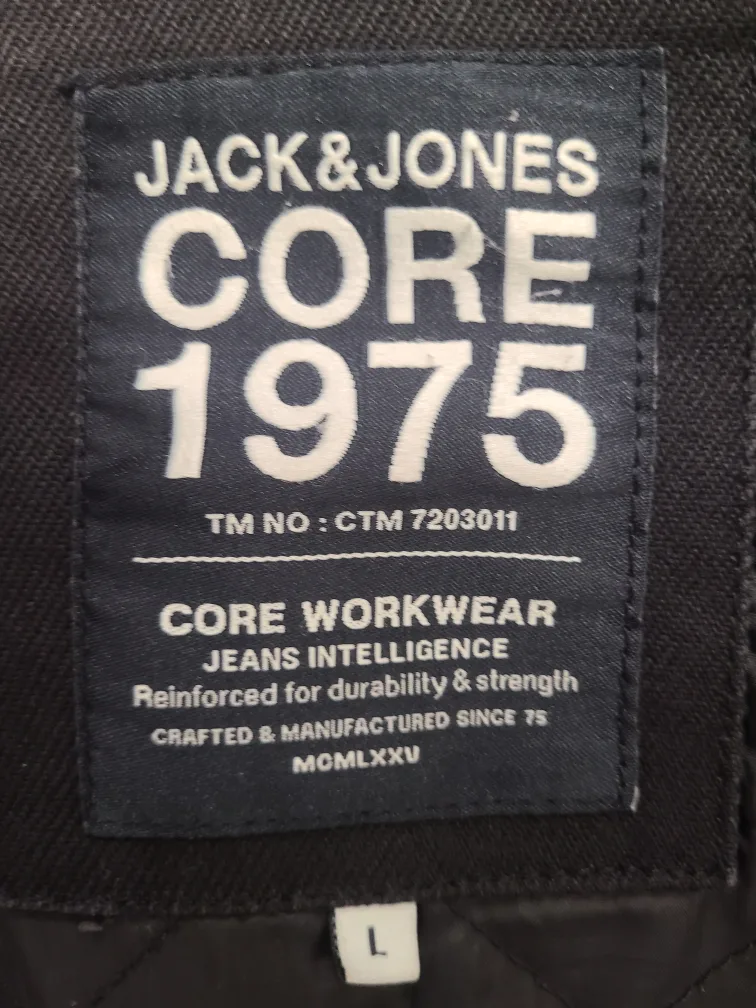 JACK&JONES
CORE
1975
TM NO : CTM 7203011
CORE WORKWEAR
JEANS INTELLIGENCE
Reinforced for durability & strength
CRAFTED & MANUFACTURED SINCE 75
MCMLXXV
L